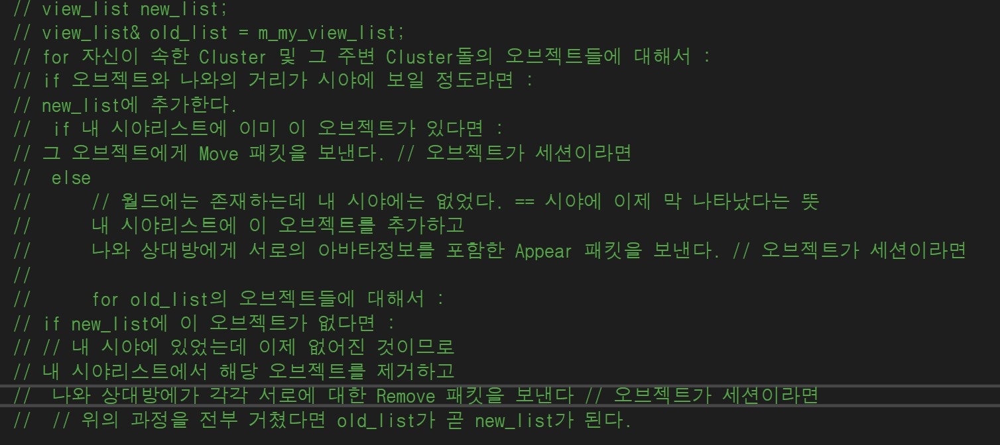 // view_list new_list;
// view_list& old_list = m_my_view_list;
// for 자신이 속한 Cluster 및 그 주변 Cluster돌의 오브젝트들에 대해서 :
// if 오브젝트와 나와의 거리가 시야에 보일 정도라면 :
// new_list에 추가한다.
//  if 내 시야리스트에 이미 이 오브젝트가 있다면 :
// 그 오브젝트에게 Move 패킷을 보낸다. // 오브젝트가 세션이라면
//  else
//      // 월드에는 존재하는데 내 시야에는 없었다. == 시야에 이제 막 나타났다는 뜻
//      내 시야리스트에 이 오브젝트를 추가하고
//      나와 상대방에게 서로의 아바타정보를 포함한 Appear 패킷을 보낸다. // 오브젝트가 세션이라면
//
//      for old_list의 오브젝트들에 대해서 :
// if new_list에 이 오브젝트가 없다면 :
// // 내 시야에 있었는데 이제 없어진 것이므로
// 내 시야리스트에서 해당 오브젝트를 제거하고
//  나와 상대방에가 각각 서로에 대한 Remove 패킷을 보낸다 // 오브젝트가 세션이라면
//  // 위의 과정을 전부 거쳤다면 old_list가 곧 new_list가 된다.